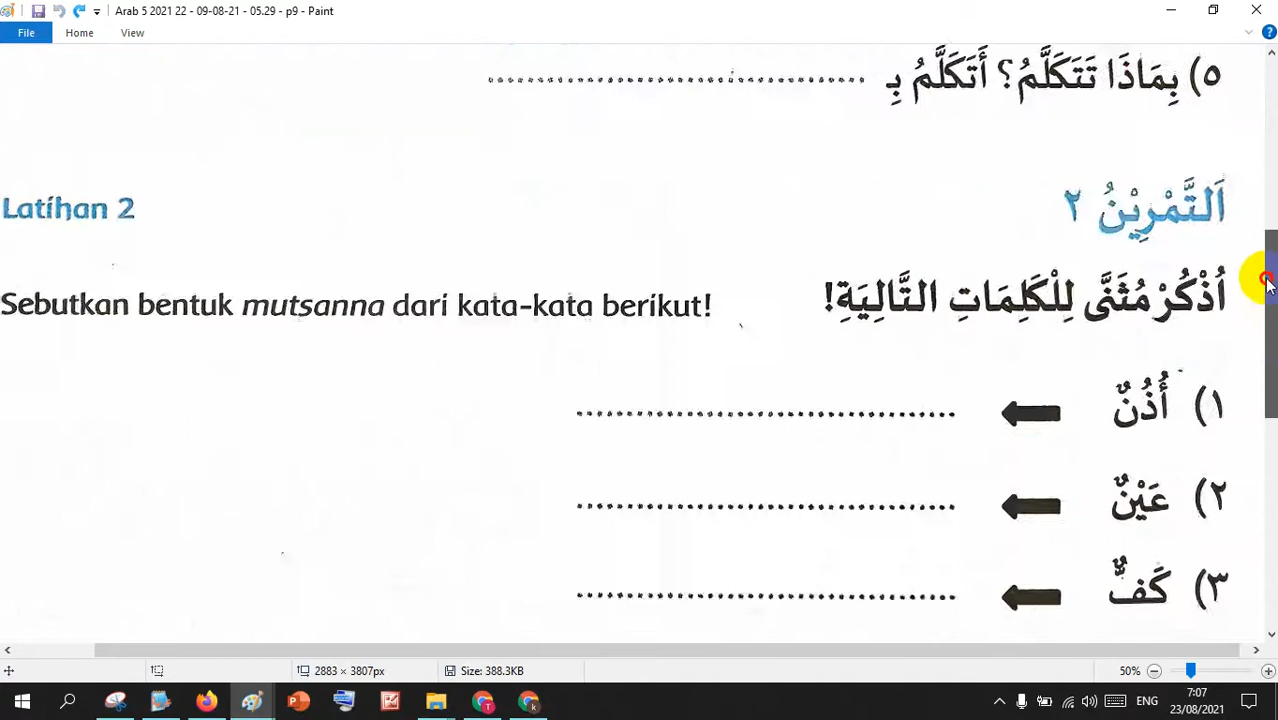 Arab 5 2021 22 - 09-08-21 - 05.29 - p9 - Paint
File Home View
٥) بِمَاذَا تَتَكَلَّمُ؟ أَتَكَلَّمُ بِـ ................................
Latihan 2
اَلتَّمْرِيْنُ ٢
Sebutkan bentuk mutsanna dari kata-kata berikut!
اُذْكُرْ مُثَنَّى لِلْكَلِمَاتِ التَّالِيَةِ!
١) أُذُنٌ ................................
٢) عَيْنٌ ................................
٣) كَفٌّ ................................
2883 × 3807px Size: 388.3KB 50%
ENG 7:07
23/08/2021